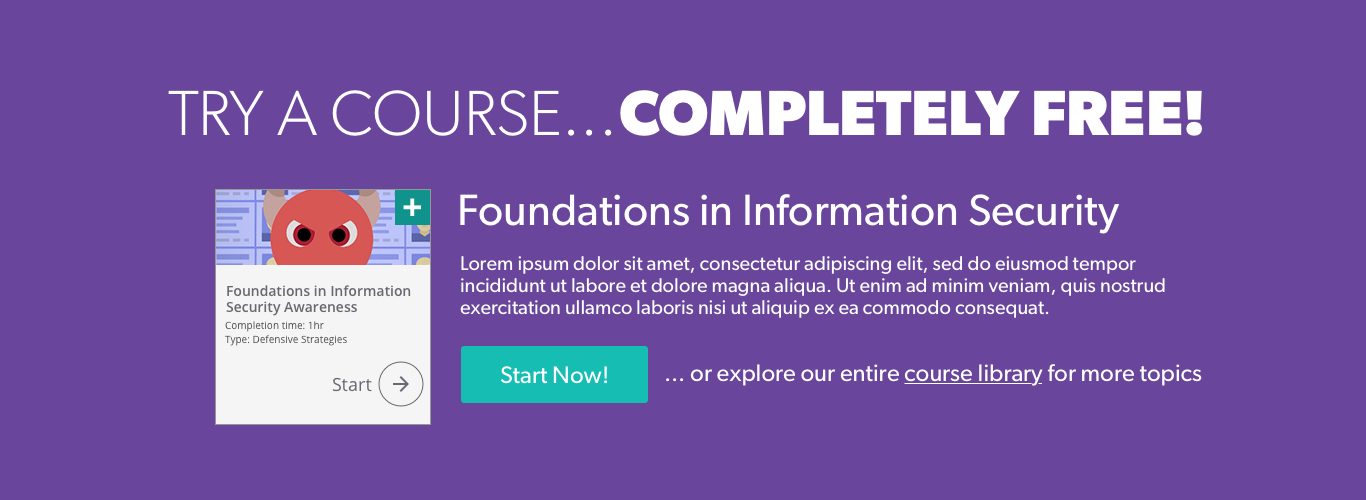 TRY A COURSE...COMPLETELY FREE!
Foundations in Information Security
Lorem ipsum dolor sit amet, consectetur adipiscing elit, sed do eiusmod tempor
incididunt ut labore et dolore magna aliqua. Ut enim ad minim veniam, quis nostrud
exercitation ullamco laboris nisi ut aliquip ex ea commodo consequat.
Foundations in Information
Security Awareness
Completion time: 1hr
Type: Defensive Strategies
Start
Start Now!
... or explore our entire course library for more topics